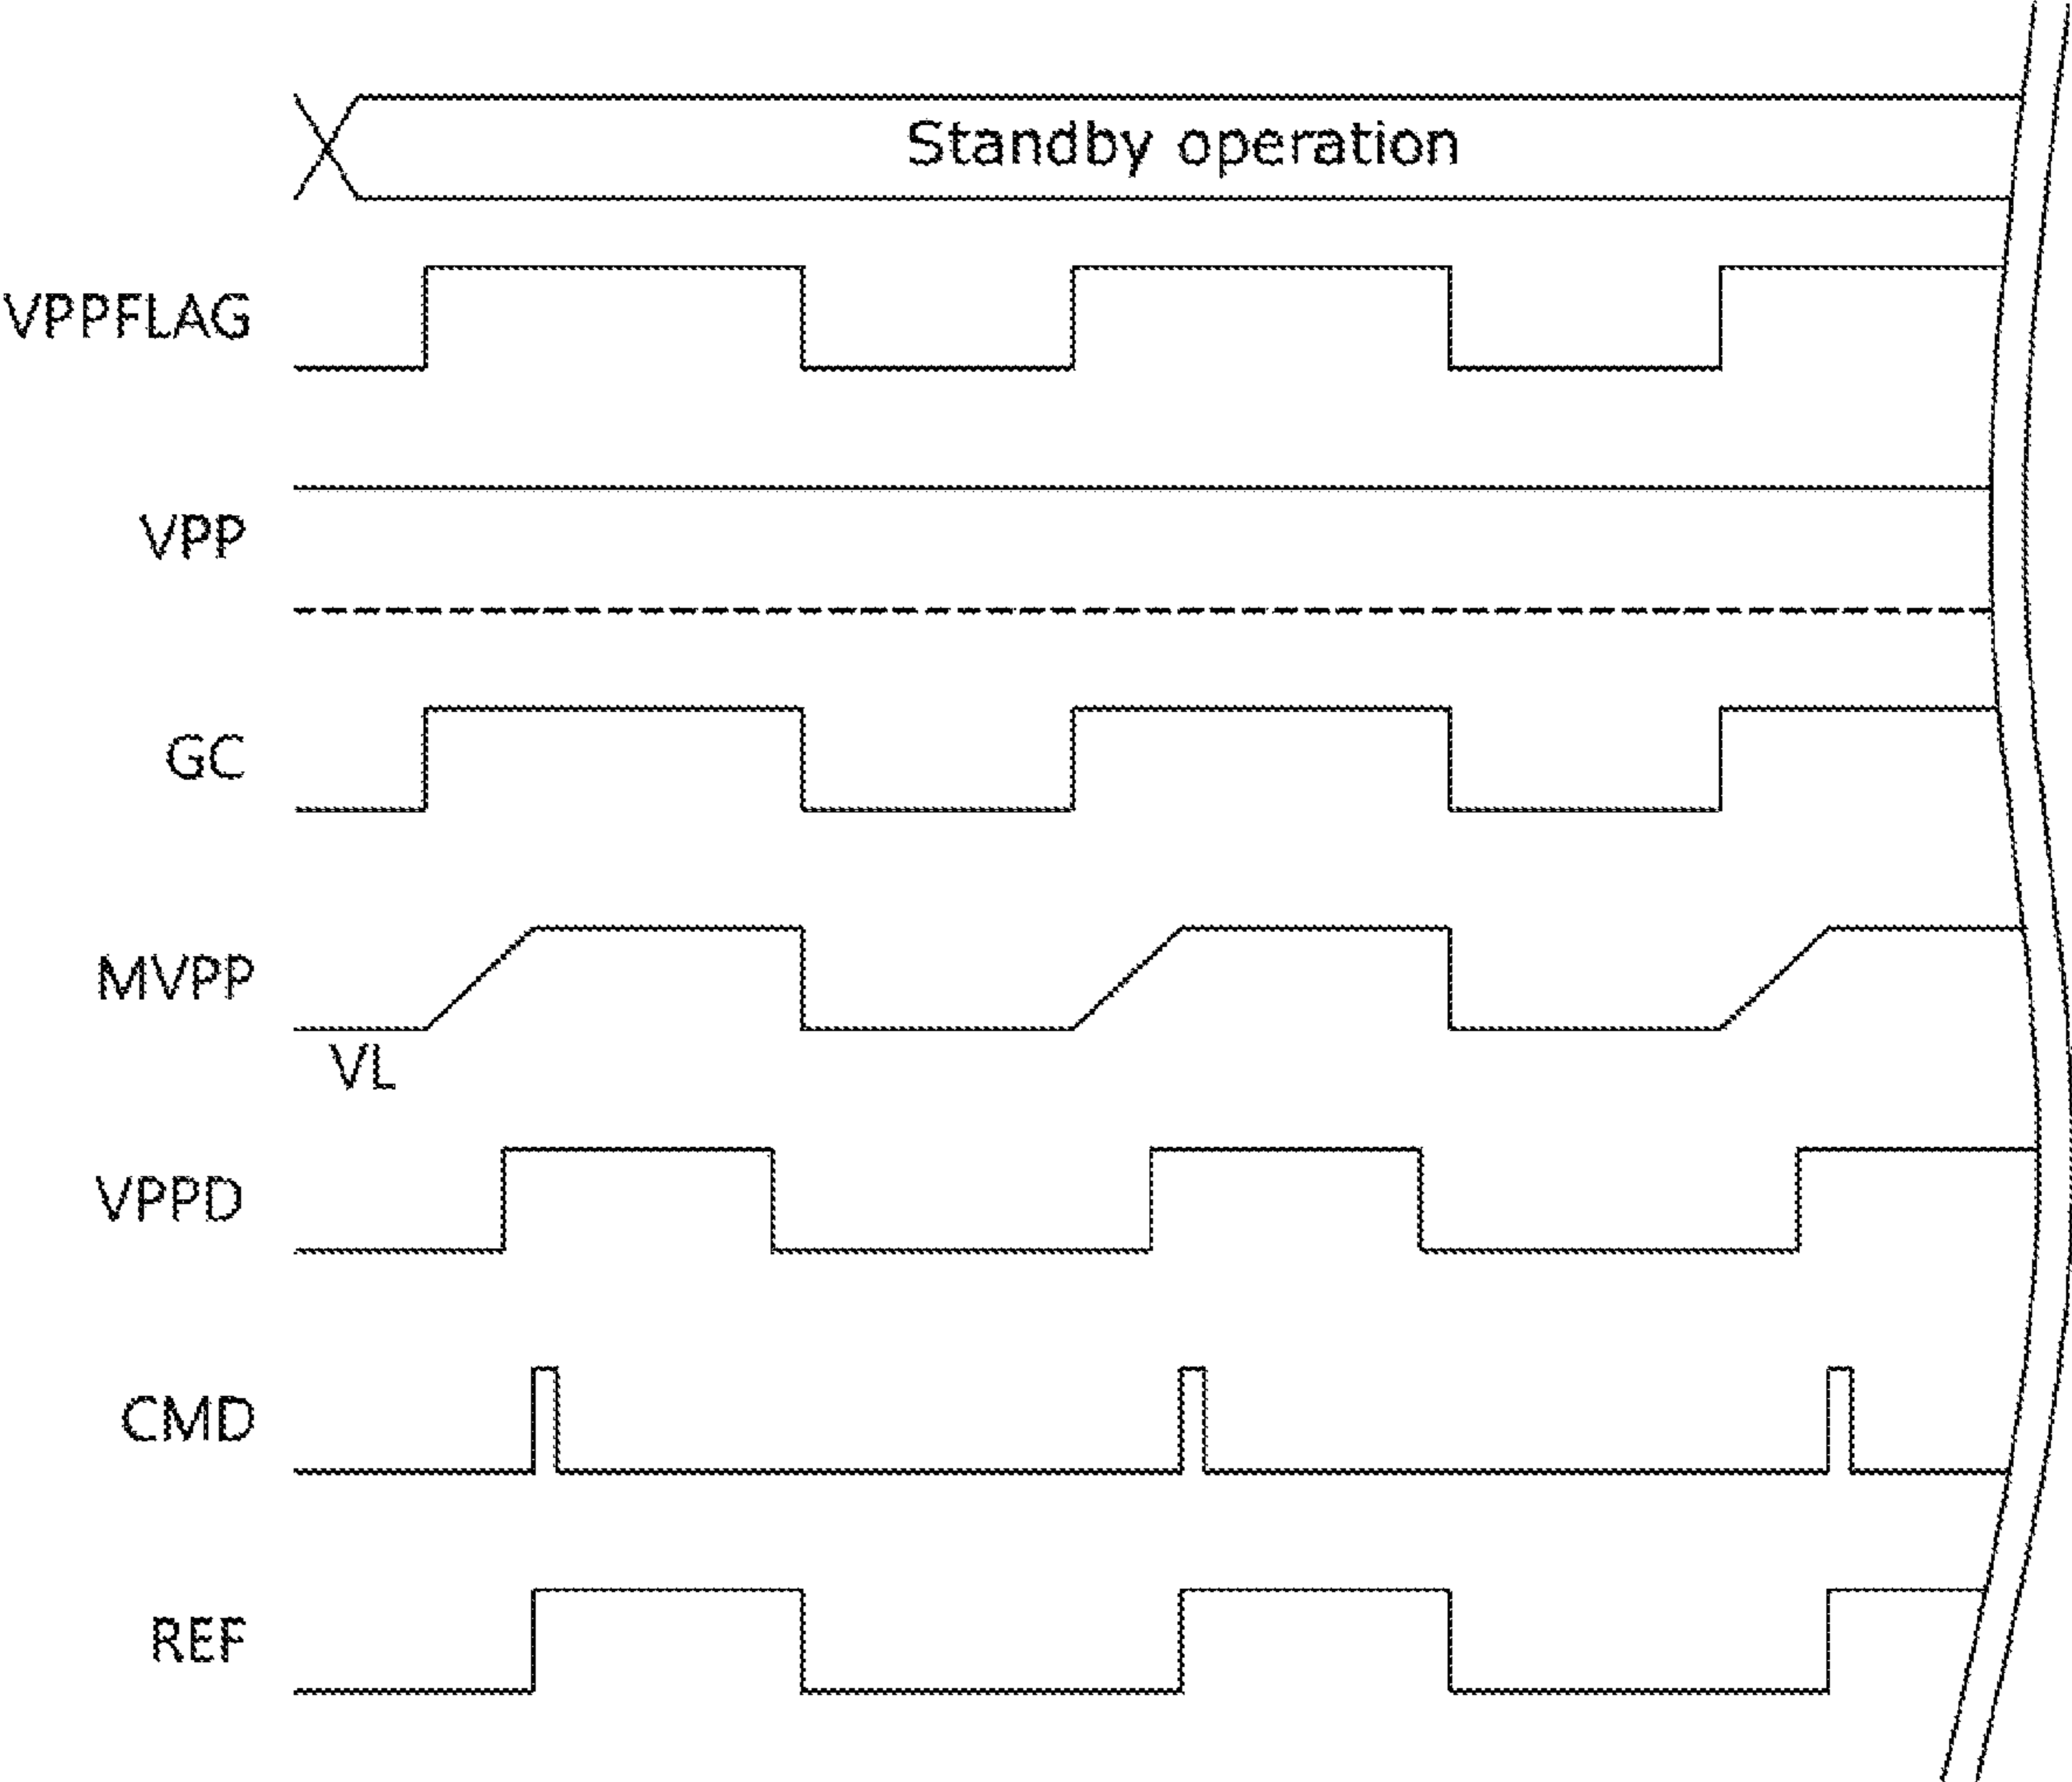 Standby operation
VPPFLAG
VPP
GC
MVPP
VL
VPPD
CMD
REF